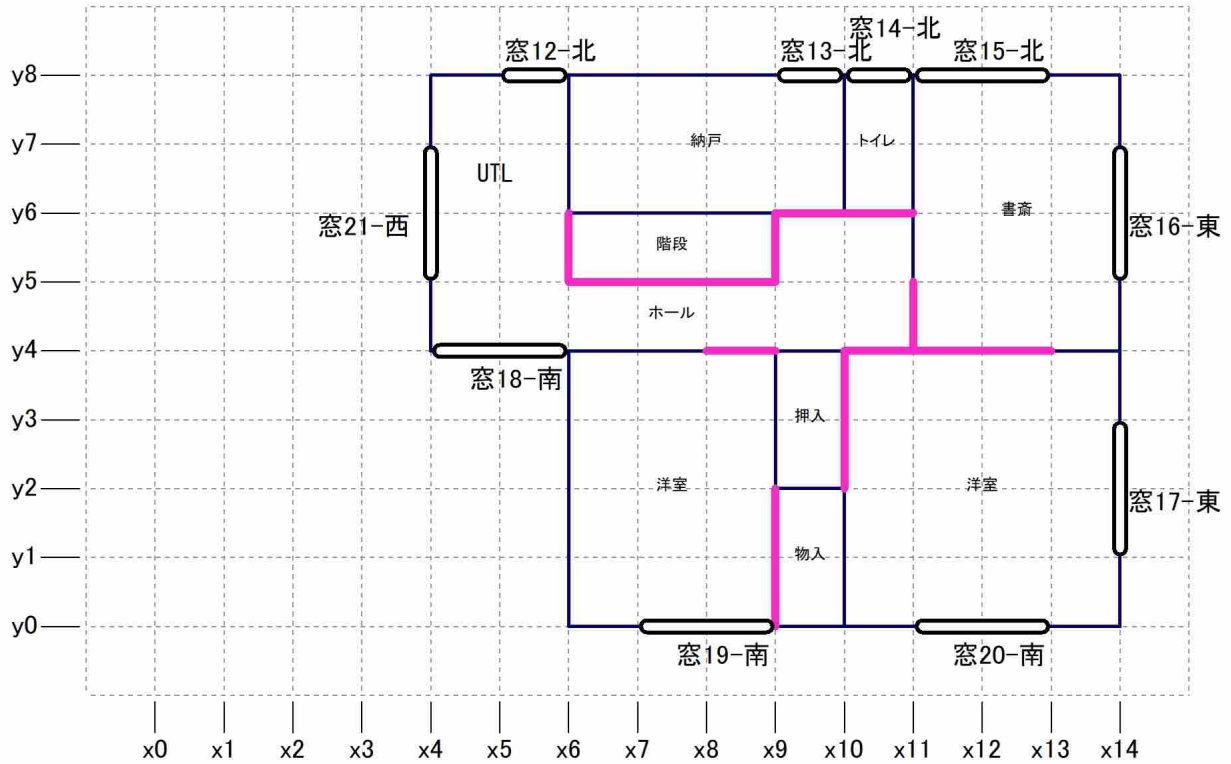 窓14-北
窓12-北
窓13-北
窓15-北
y8
納戸
トイレ
y7
UTL
書斎
y6
窓21-西
階段
窓16-東
y5
ホール
y4
窓18-南
押入
y3
洋室
洋室
y2
窓17-東
物入
y1
y0
窓19-南
窓20-南
x0 x1 x2 x3 x4 x5 x6 x7 x8 x9 x10 x11 x12 x13 x14